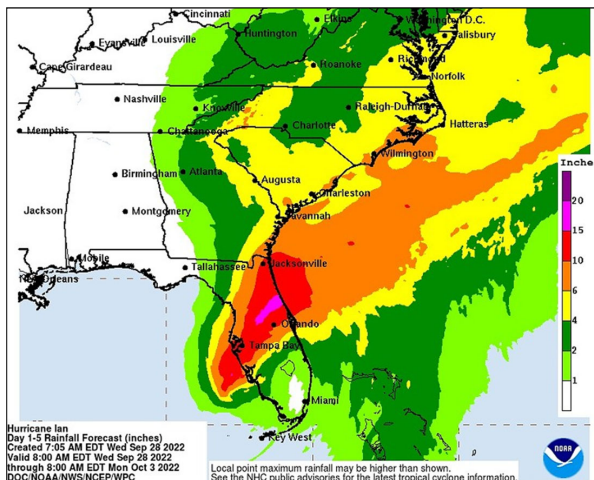 Cincinnati
Elkins
Washington D.C.
Evansville
Louisville
Huntington
Salisbury
Cape Girardeau
Roanoke
Richmond
Norfolk
Nashville
Knoxville
Raleigh-Durham
Memphis
Chattanooga
Charlotte
Hatteras
Wilmington
Birmingham
Atlanta
Augusta
Charleston
Jackson
Montgomery
Savannah
Mobile
Tallahassee
Jacksonville
New Orleans
Orlando
Tampa Bay
Miami
Key West
Inche
20
15
10
6
4
2
1
Hurricane Ian
Day 1-5 Rainfall Forecast (inches)
Created 7:05 AM EDT Wed Sep 28 2022
Valid 8:00 AM EDT Wed Sep 28 2022
through 8:00 AM EDT Mon Oct 3 2022
DOC/NOAA/NWS/NCEP/WPC
Local point maximum rainfall may be higher than shown.
See the NHC public advisories for the latest tropical cyclone information.
NOAA